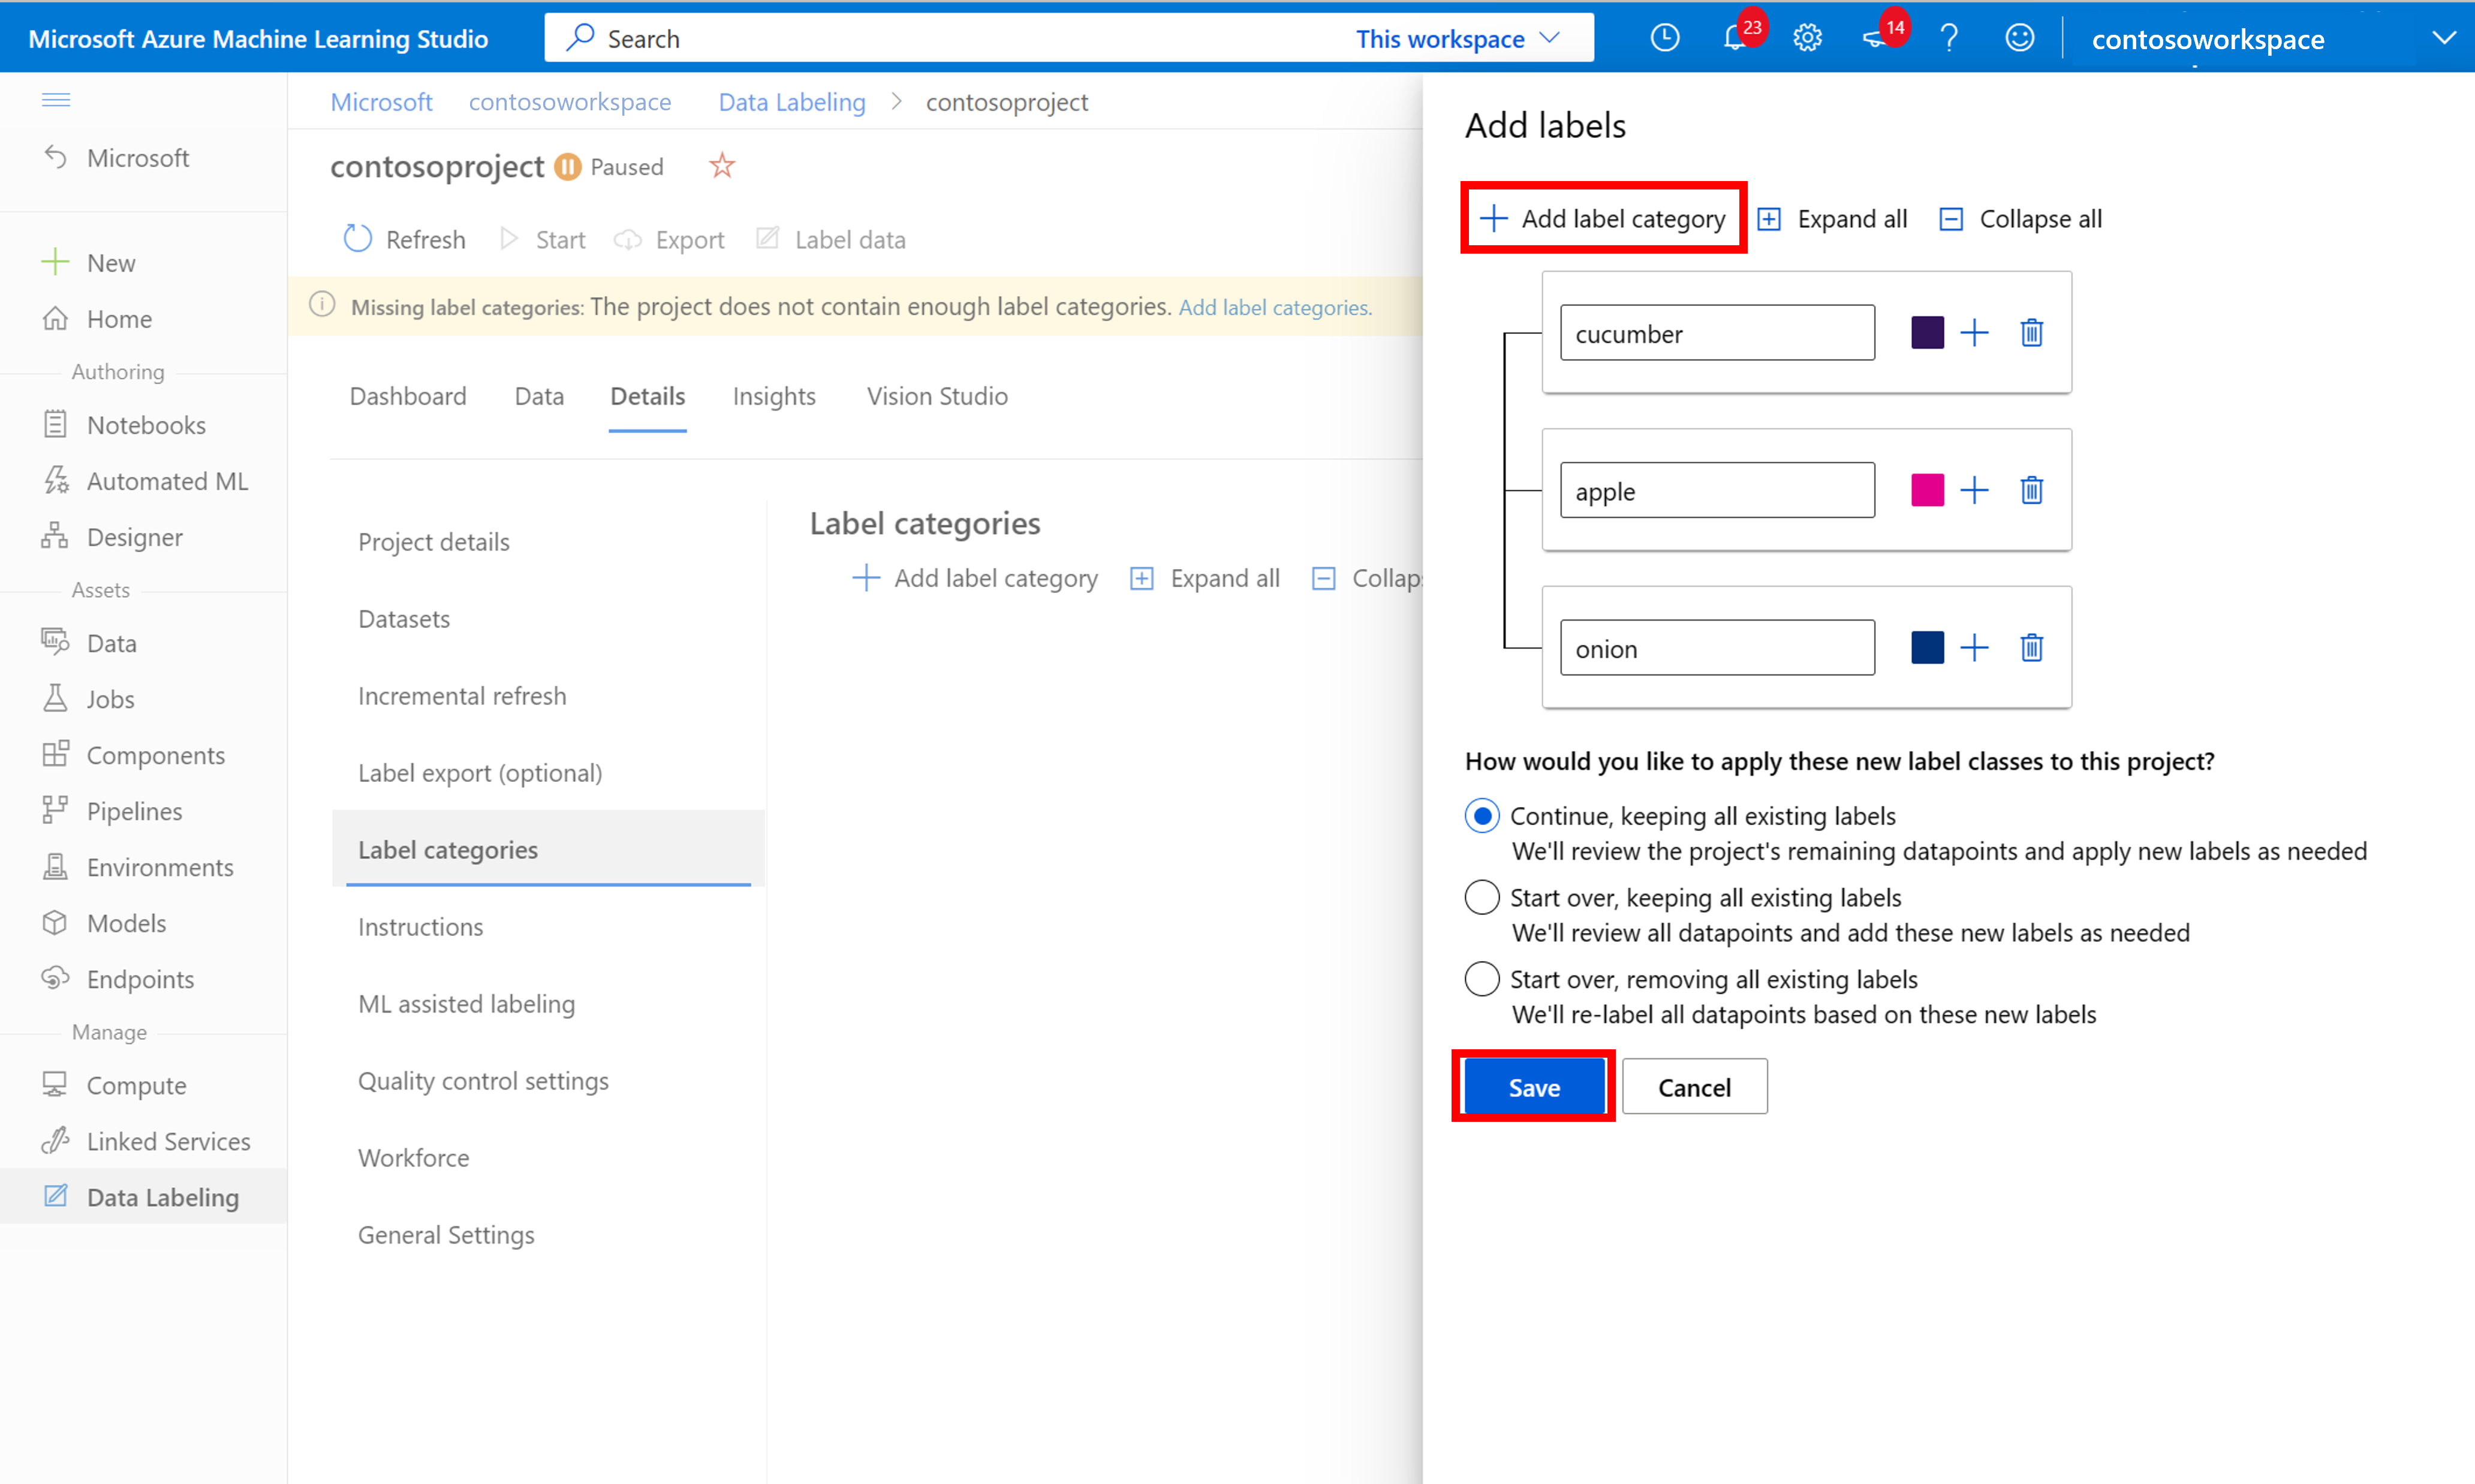 Microsoft Azure Machine Learning Studio
Search
This workspace
23
14
contosoworkspace
Microsoft
New
Home
Authoring
Notebooks
Automated ML
Designer
Assets
Data
Jobs
Components
Pipelines
Environments
Models
Endpoints
Manage
Compute
Linked Services
Data Labeling
Microsoft contosoworkspace Data Labeling > contosoproject
contosoproject Paused
Refresh Start Export Label data
Missing label categories: The project does not contain enough label categories. Add label categories.
Dashboard Data Details Insights Vision Studio
Project details
Datasets
Incremental refresh
Label export (optional)
Label categories
Instructions
ML assisted labeling
Quality control settings
Workforce
General Settings
Label categories
Add label category Expand all Collaps
Add labels
Add label category Expand all Collapse all
cucumber
apple
onion
How would you like to apply these new label classes to this project?
Continue, keeping all existing labels
We'll review the project's remaining datapoints and apply new labels as needed
Start over, keeping all existing labels
We'll review all datapoints and add these new labels as needed
Start over, removing all existing labels
We'll re-label all datapoints based on these new labels
Save Cancel